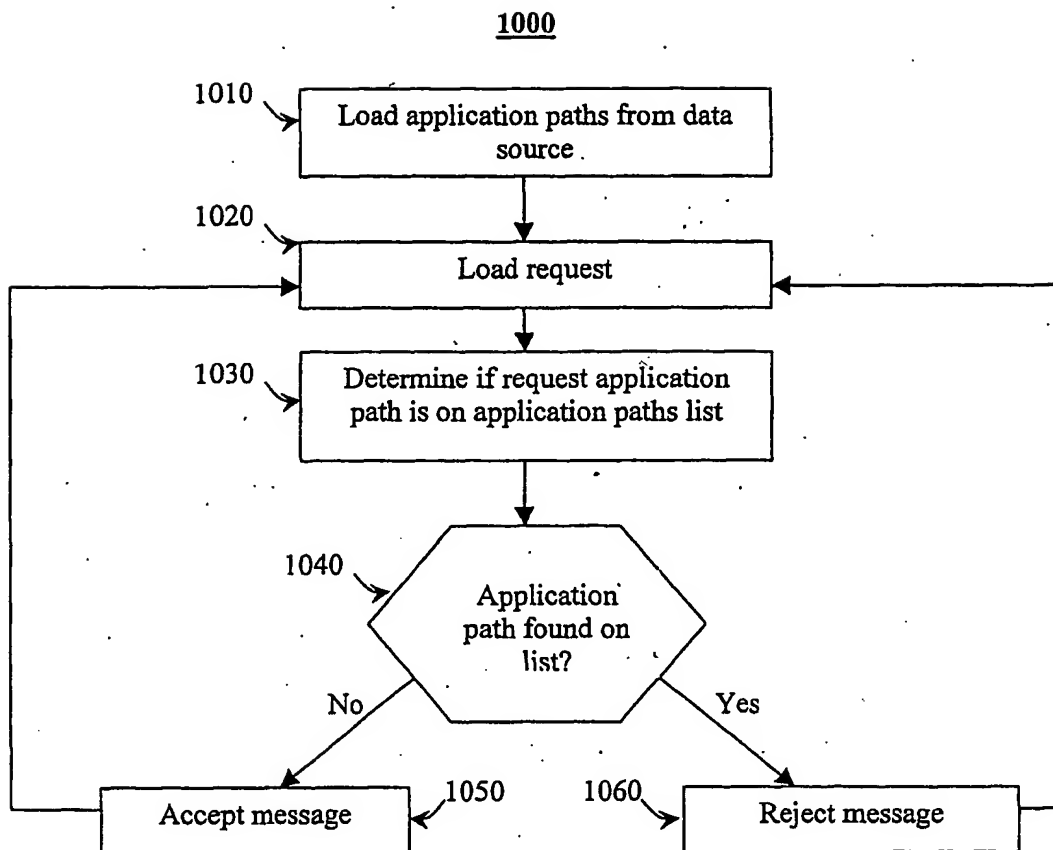 1000
1010
Load application paths from data
source
1020
Load request
1030
Determine if request application
path is on application paths list
1040
Application
path found on
list?
No
Yes
Accept message
1050
1060
Reject message